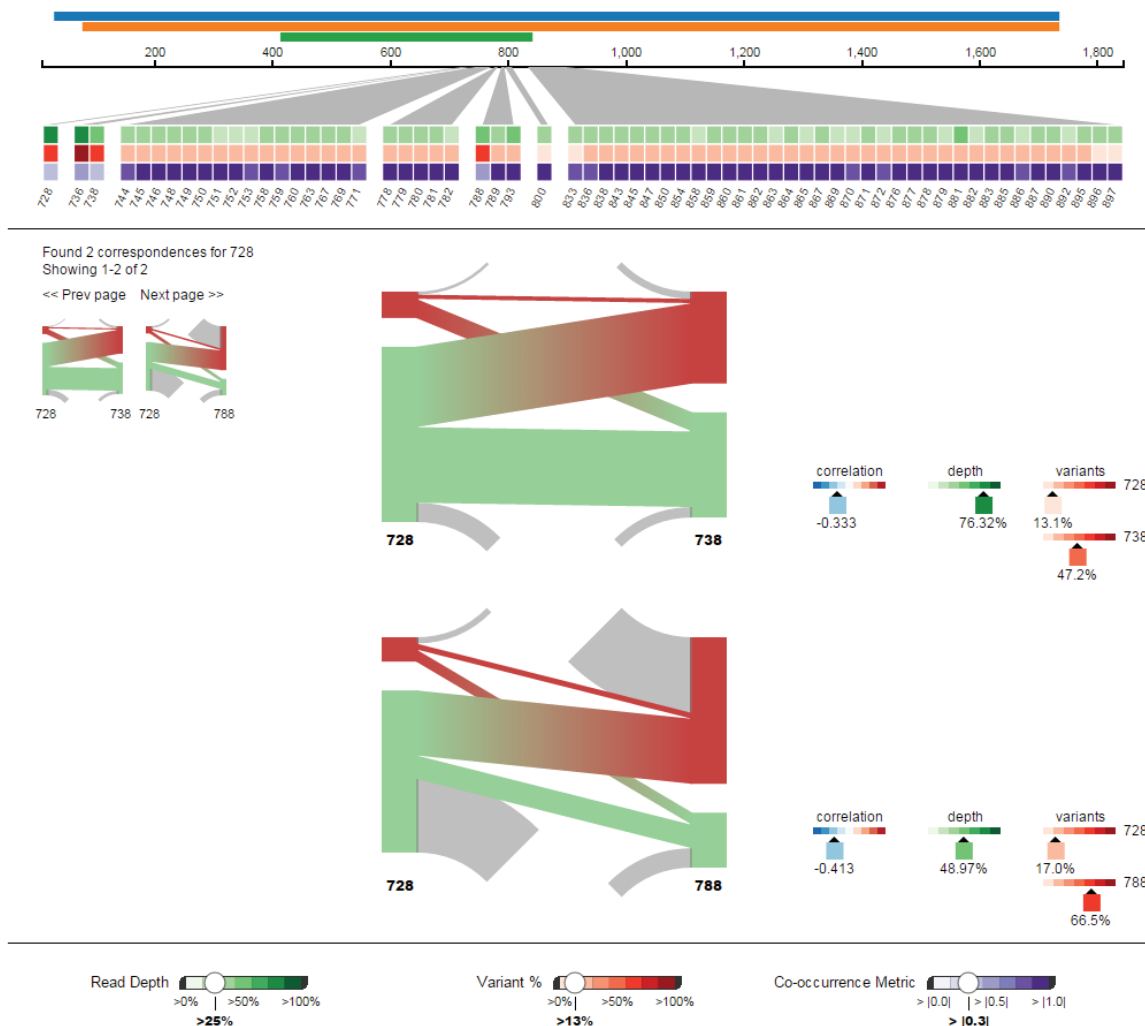 200 400 600 800 1,000 1,200 1,400 1,600 1,800
728 736 738 744 745 746 748 749 750 751 752 753 758 759 760 763 767 769 771 778 779 780 781 782 788 789 793 800 833 836 838 843 845 847 850 854 858 859 860 861 862 863 864 865 867 869 870 871 872 876 877 878 879 881 882 883 885 886 887 890 892 895 896 897
Found 2 correspondences for 728
Showing 1-2 of 2
<< Prev page Next page >>
728 738 728 788
728 738
correlation depth variants
728
-0.333 76.32% 13.1%
738
47.2%
728 788
correlation depth variants
728
-0.413 48.97% 17.0%
788
66.5%
Read Depth Variant % Co-occurrence Metric
>0% >50% >100% >0% >50% >100% > |0.0| > |0.5| > |1.0|
>25% >13% > |0.3|